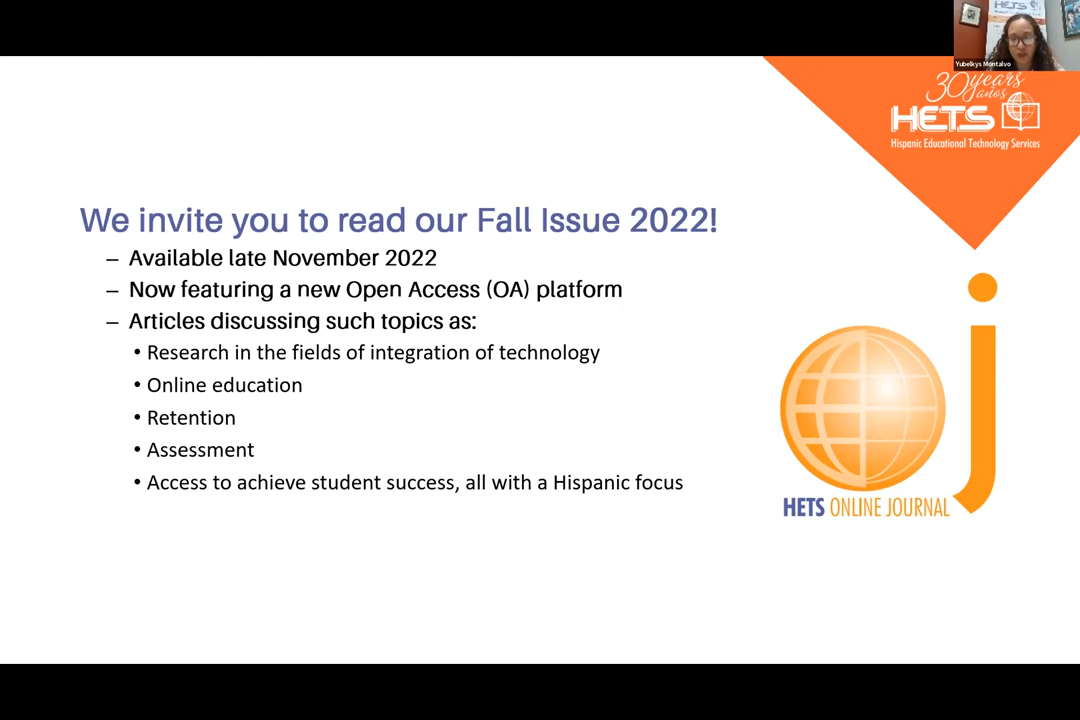 HETS
Yubelkys Montalvo
30 years
años
HETS
Hispanic Educational Technology Services
We invite you to read our Fall Issue 2022!
– Available late November 2022
– Now featuring a new Open Access (OA) platform
– Articles discussing such topics as:
• Research in the fields of integration of technology
• Online education
• Retention
• Assessment
• Access to achieve student success, all with a Hispanic focus
j
HETS ONLINE JOURNAL